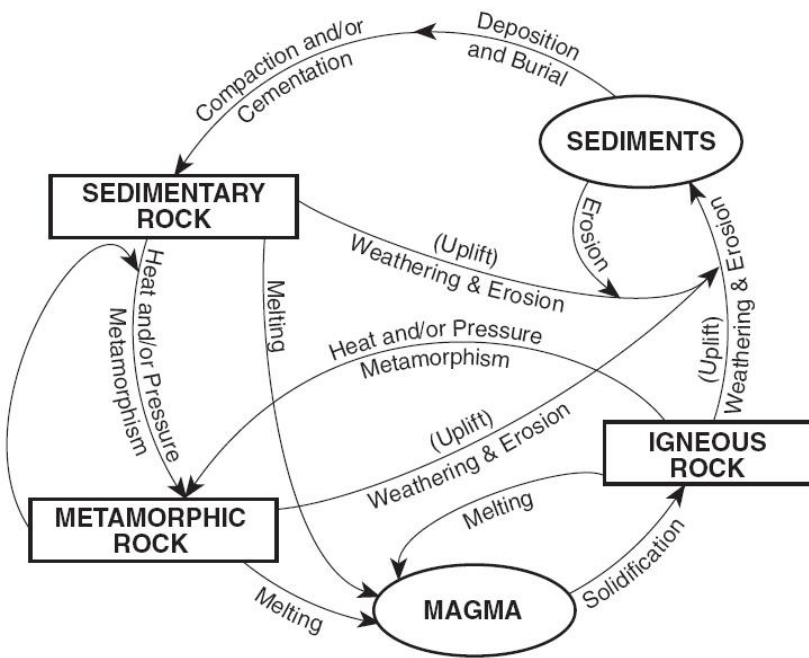 Deposition
and Burial
Compaction and/or
Cementation
SEDIMENTS
SEDIMENTARY
ROCK
Erosion
(Uplift)
Weathering & Erosion
(Uplift)
Weathering & Erosion
Heat and/or Pressure
Metamorphism
Melting
Heat and/or Pressure
Metamorphism
(Uplift)
Weathering & Erosion
IGNEOUS
ROCK
METAMORPHIC
ROCK
Melting
Solidification
Melting
MAGMA